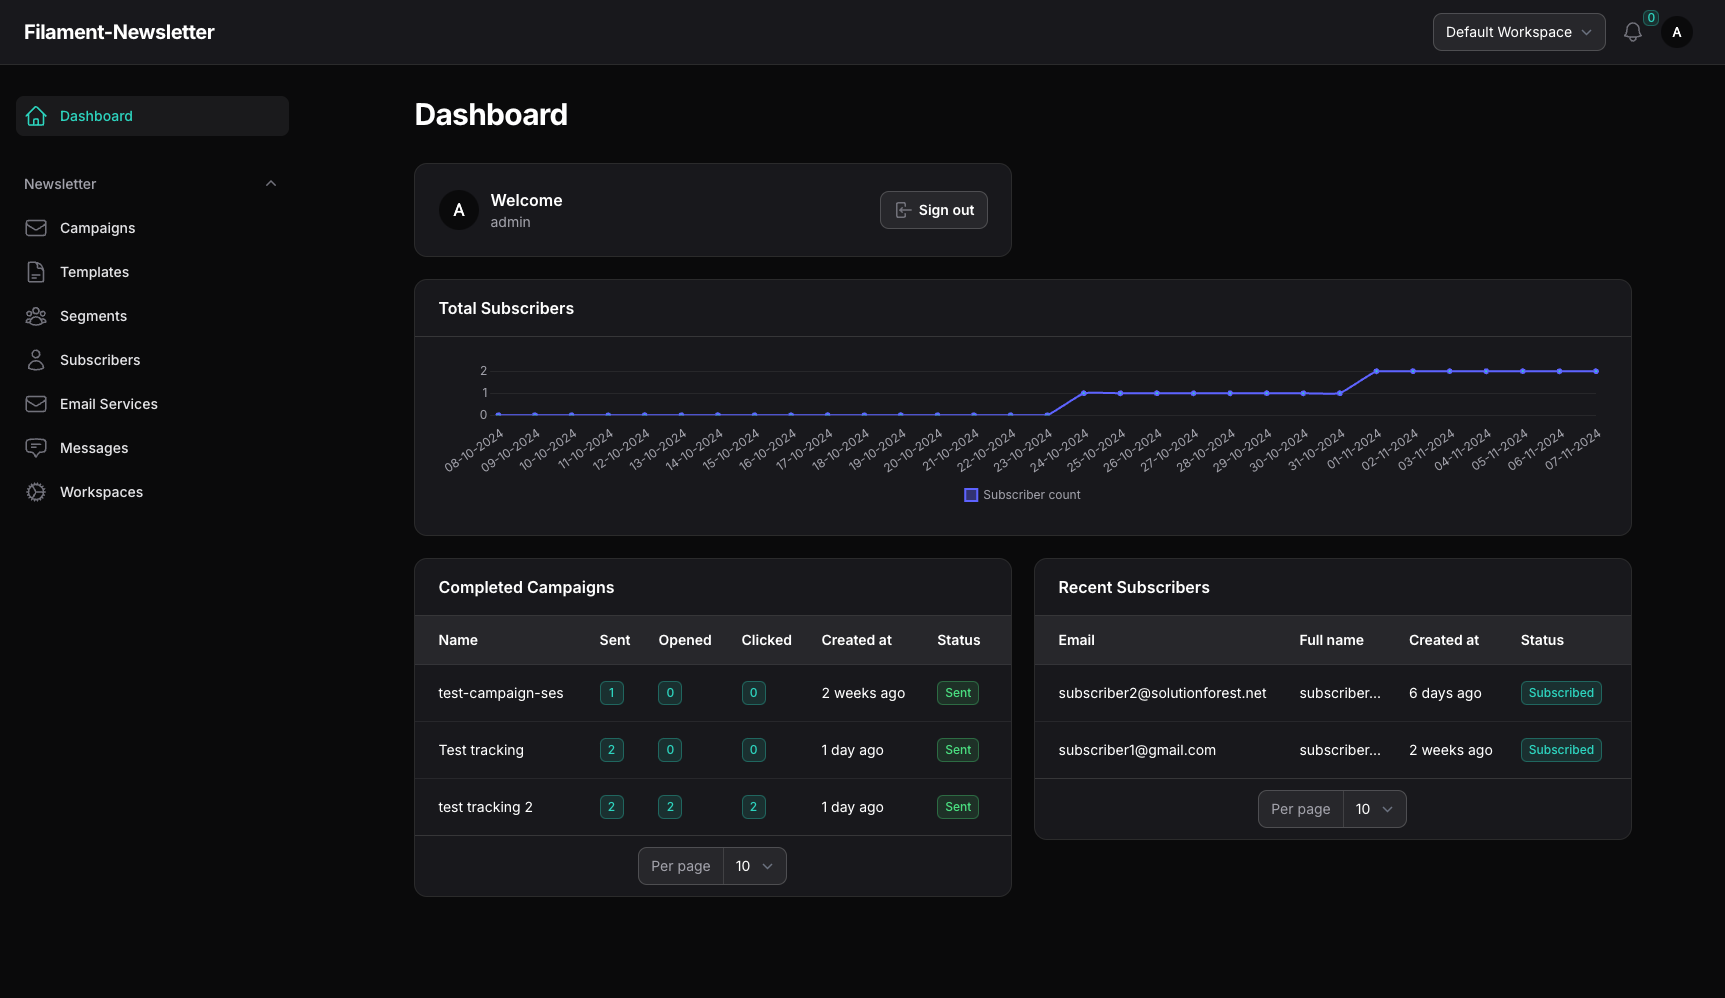 Filament-Newsletter
Default Workspace
0
A
Dashboard
Newsletter
Campaigns
Templates
Segments
Subscribers
Email Services
Messages
Workspaces
Dashboard
A
Welcome
admin
Sign out
Total Subscribers
2
1
0
08-10-2024
09-10-2024
10-10-2024
11-10-2024
12-10-2024
13-10-2024
14-10-2024
15-10-2024
16-10-2024
17-10-2024
18-10-2024
19-10-2024
20-10-2024
21-10-2024
22-10-2024
23-10-2024
24-10-2024
25-10-2024
26-10-2024
27-10-2024
28-10-2024
29-10-2024
30-10-2024
31-10-2024
01-11-2024
02-11-2024
03-11-2024
04-11-2024
05-11-2024
06-11-2024
07-11-2024
Subscriber count
Completed Campaigns
Name Sent Opened Clicked Created at Status
test-campaign-ses 1 0 0 2 weeks ago Sent
Test tracking 2 0 0 1 day ago Sent
test tracking 2 2 2 2 1 day ago Sent
Per page 10
Recent Subscribers
Email Full name Created at Status
subscriber2@solutionforest.net subscriber... 6 days ago Subscribed
subscriber1@gmail.com subscriber... 2 weeks ago Subscribed
Per page 10